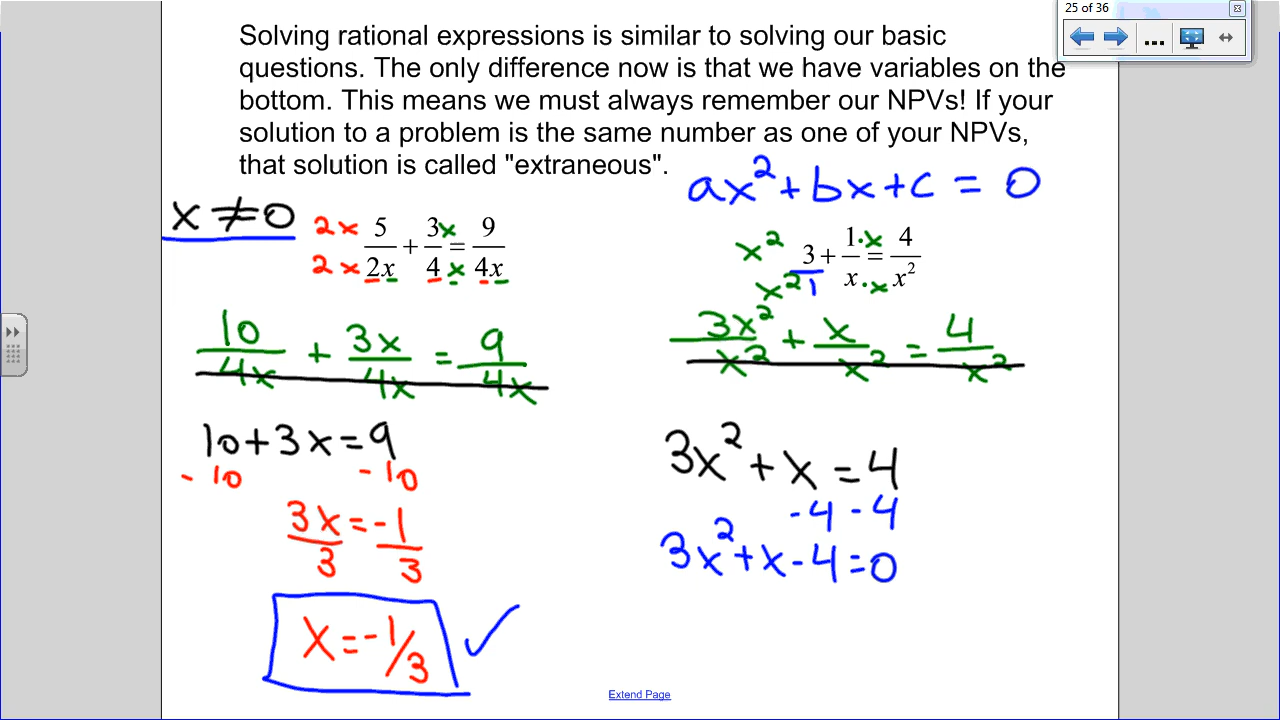 25 of 36
Solving rational expressions is similar to solving our basic
questions. The only difference now is that we have variables on the
bottom. This means we must always remember our NPVs! If your
solution to a problem is the same number as one of your NPVs,
that solution is called "extraneous".
x ≠ 0
2x 5 / 2x 2x + 3x / 4x = 9 / 4x
10/4x + 3x/4x = 9/4x
10+3x=9
-10 -10
3x/3 = -1/3
x=-1/3 ✓
ax²+bx+c = 0
x² 3 / x² 1 + 1·x / x·x = 4 / x²
3x²/x² + x/x² = 4/x²
3x²+x=4
-4 -4
3x²+x-4=0
Extend Page